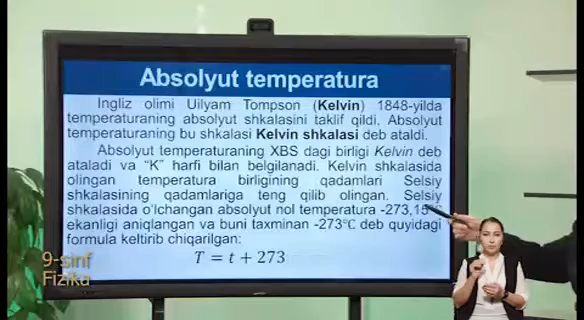 Absolyut temperatura
Ingliz olimi Uilyam Tompson (Kelvin) 1848-yilda
temperaturaning absolyut shkalasini taklif qildi. Absolyut
temperaturaning bu shkalasi Kelvin shkalasi deb ataldi.
Absolyut temperaturaning XBS dagi birligi Kelvin deb
ataladi va “K” harfi bilan belgilanadi. Kelvin shkalasida
olingan temperatura birligining qadamlari Selsiy
shkalasining qadamlariga teng qilib olingan. Selsiy
shkalasida o‘lchangan absolyut nol temperatura -273,15°C
ekanligi aniqlangan va buni taxminan -273°C deb quyidagi
formula keltirib chiqarilgan:
T = t + 273
9-sinf
Fizika